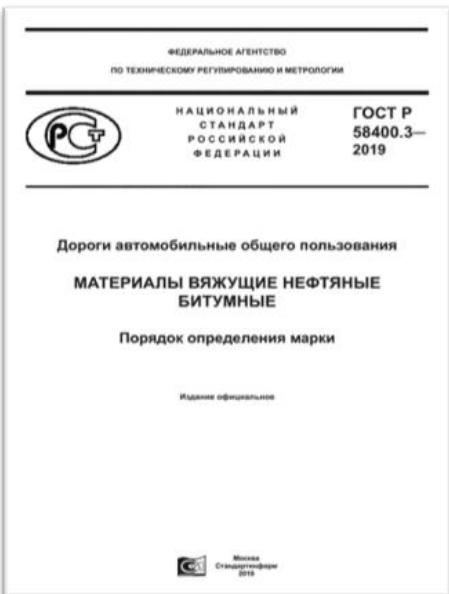 ФЕДЕРАЛЬНОЕ АГЕНТСТВО
ПО ТЕХНИЧЕСКОМУ РЕГУЛИРОВАНИЮ И МЕТРОЛОГИИ
НАЦИОНАЛЬНЫЙ
СТАНДАРТ
РОССИЙСКОЙ
ФЕДЕРАЦИИ
ГОСТ Р
58400.3—
2019
Дороги автомобильные общего пользования
МАТЕРИАЛЫ ВЯЖУЩИЕ НЕФТЯНЫЕ
БИТУМНЫЕ
Порядок определения марки
Издание официальное
Москва
Стандартинформ
2019